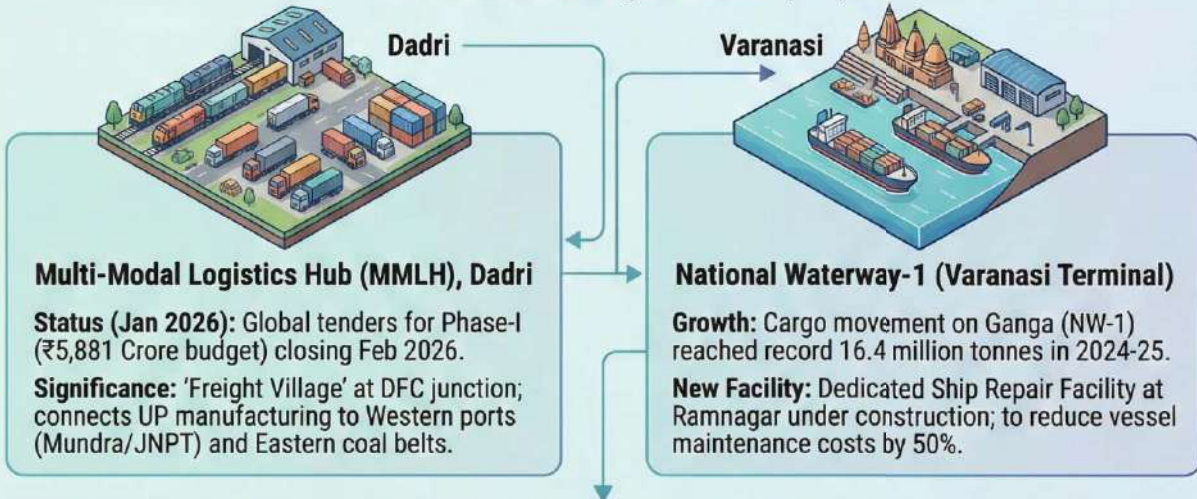 Dadri
Multi-Modal Logistics Hub (MMLH), Dadri
Status (Jan 2026): Global tenders for Phase-I
(₹5,881 Crore budget) closing Feb 2026.
Significance: 'Freight Village' at DFC junction;
connects UP manufacturing to Western ports
(Mundra/JNPT) and Eastern coal belts.
Varanasi
National Waterway-1 (Varanasi Terminal)
Growth: Cargo movement on Ganga (NW-1)
reached record 16.4 million tonnes in 2024-25.
New Facility: Dedicated Ship Repair Facility at
Ramnagar under construction; to reduce vessel
maintenance costs by 50%.